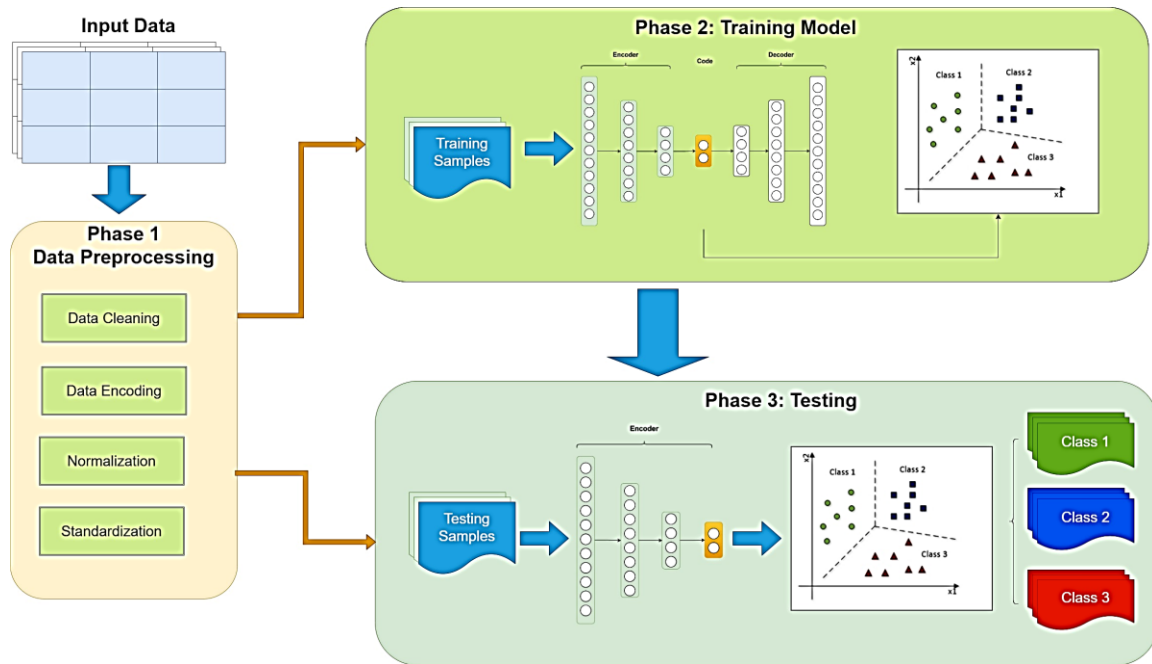 Input Data
Phase 1
Data Preprocessing
Data Cleaning
Data Encoding
Normalization
Standardization
Phase 2: Training Model
Encoder
Code
Decoder
Training
Samples
x2
Class 1
Class 2
Class 3
x1
Phase 3: Testing
Encoder
Testing
Samples
x2
Class 1
Class 2
Class 3
x1
Class 1
Class 2
Class 3